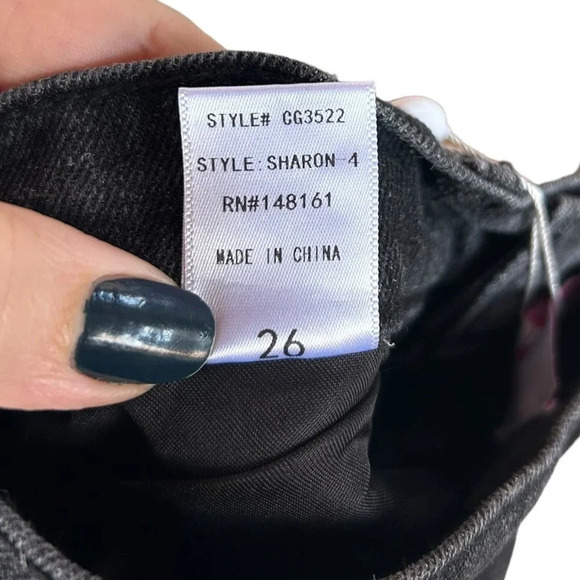 STYLE# CG3522
STYLE:SHARON-4
RN#148161
MADE IN CHINA
26